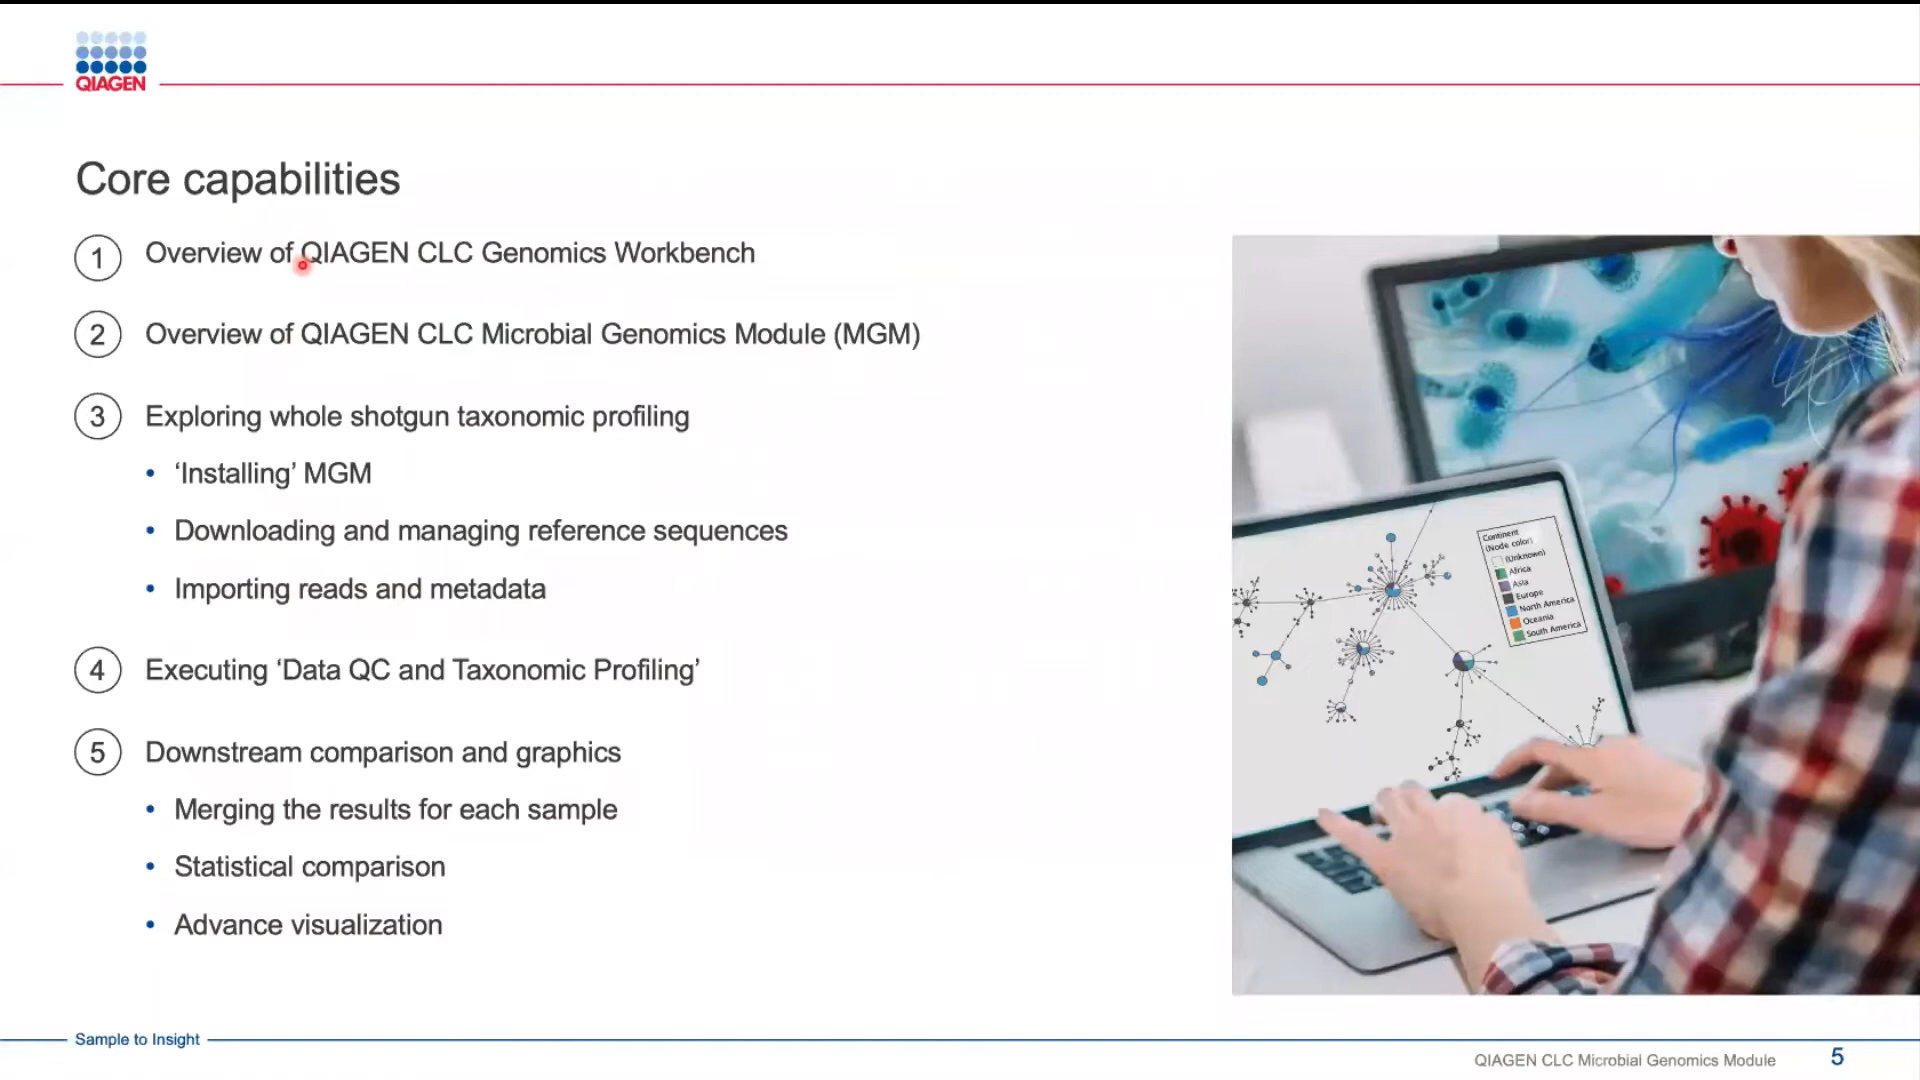 QIAGEN
Core capabilities
1 Overview of QIAGEN CLC Genomics Workbench
2 Overview of QIAGEN CLC Microbial Genomics Module (MGM)
3 Exploring whole shotgun taxonomic profiling
• ‘Installing’ MGM
• Downloading and managing reference sequences
• Importing reads and metadata
4 Executing ‘Data QC and Taxonomic Profiling’
5 Downstream comparison and graphics
• Merging the results for each sample
• Statistical comparison
• Advance visualization
Continent
(Node color)
(Unknown)
Africa
Asia
Europe
North America
Oceania
South America
Sample to Insight
QIAGEN CLC Microbial Genomics Module 5